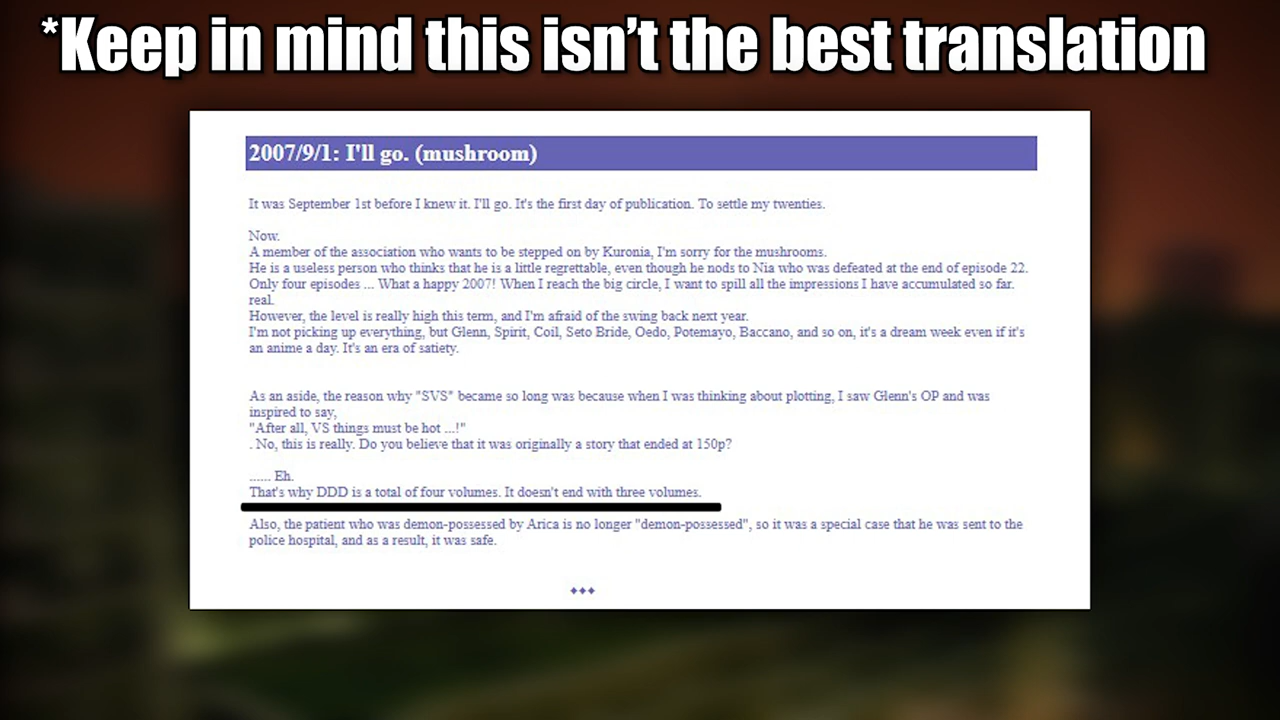 *Keep in mind this isn't the best translation
2007/9/1: I'll go. (mushroom)
It was September 1st before I knew it. I'll go. It's the first day of publication. To settle my twenties.
Now.
A member of the association who wants to be stepped on by Kuronia, I'm sorry for the mushrooms.
He is a useless person who thinks that he is a little regrettable, even though he nods to Nia who was defeated at the end of episode 22.
Only four episodes ... What a happy 2007! When I reach the big circle, I want to spill all the impressions I have accumulated so far.
real.
However, the level is really high this term, and I'm afraid of the swing back next year.
I'm not picking up everything, but Glenn, Spirit, Coil, Seto Bride, Oedo, Potemayo, Baccano, and so on, it's a dream week even if it's
an anime a day. It's an era of satiety.
As an aside, the reason why "SVS" became so long was because when I was thinking about plotting, I saw Glenn's OP and was
inspired to say,
"After all, VS things must be hot ...!"
. No, this is really. Do you believe that it was originally a story that ended at 150p?
...... Eh.
That's why DDD is a total of four volumes. It doesn't end with three volumes.
Also, the patient who was demon-possessed by Arica is no longer "demon-possessed", so it was a special case that he was sent to the
police hospital, and as a result, it was safe.